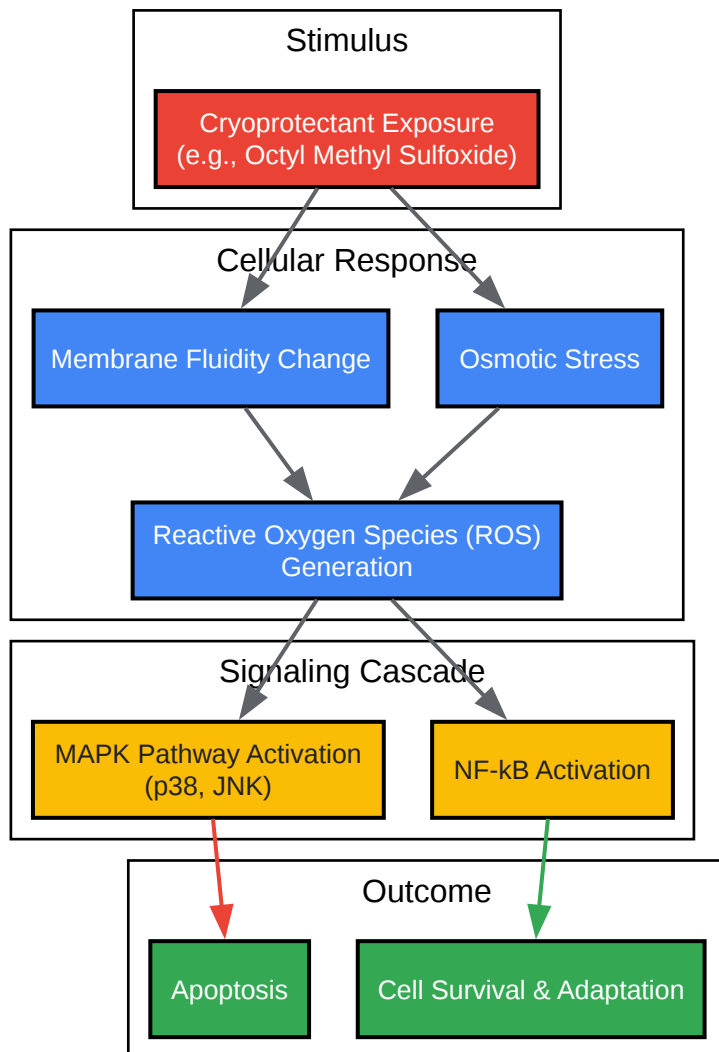 Stimulus
Cryoprotectant Exposure
(e.g., Octyl Methyl Sulfoxide)
Cellular Response
Membrane Fluidity Change
Osmotic Stress
Reactive Oxygen Species (ROS)
Generation
Signaling Cascade
MAPK Pathway Activation
(p38, JNK)
NF-kB Activation
Outcome
Apoptosis
Cell Survival & Adaptation